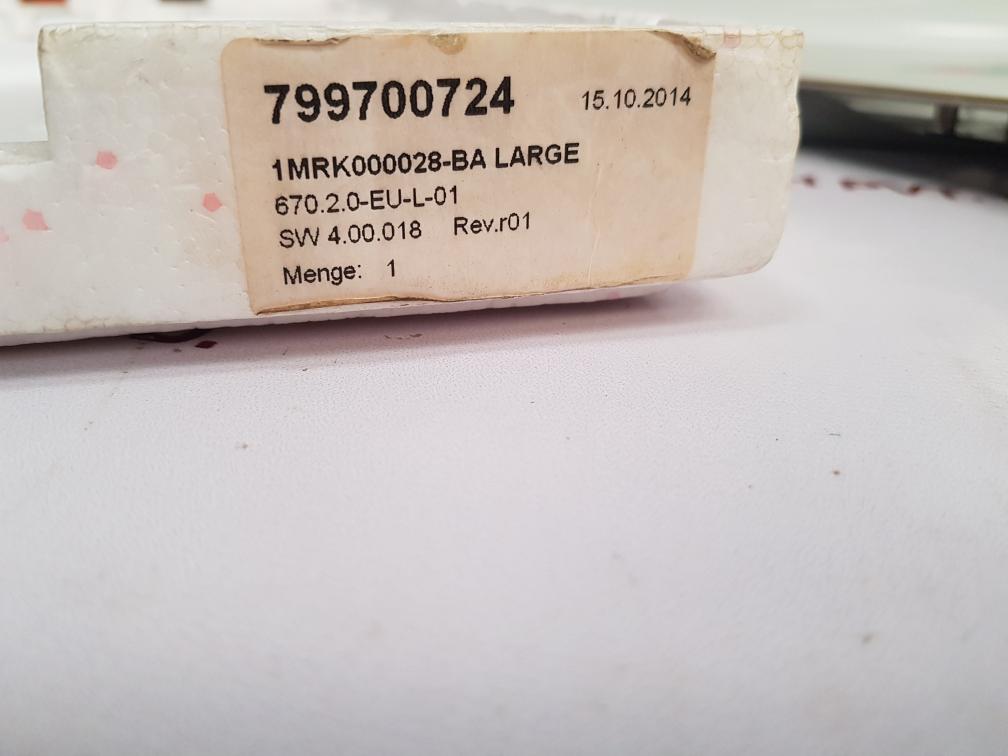 799700724 15.10.2014
1MRK000028-BA LARGE
670.2.0-EU-L-01
SW 4.00.018 Rev.r01
Menge: 1